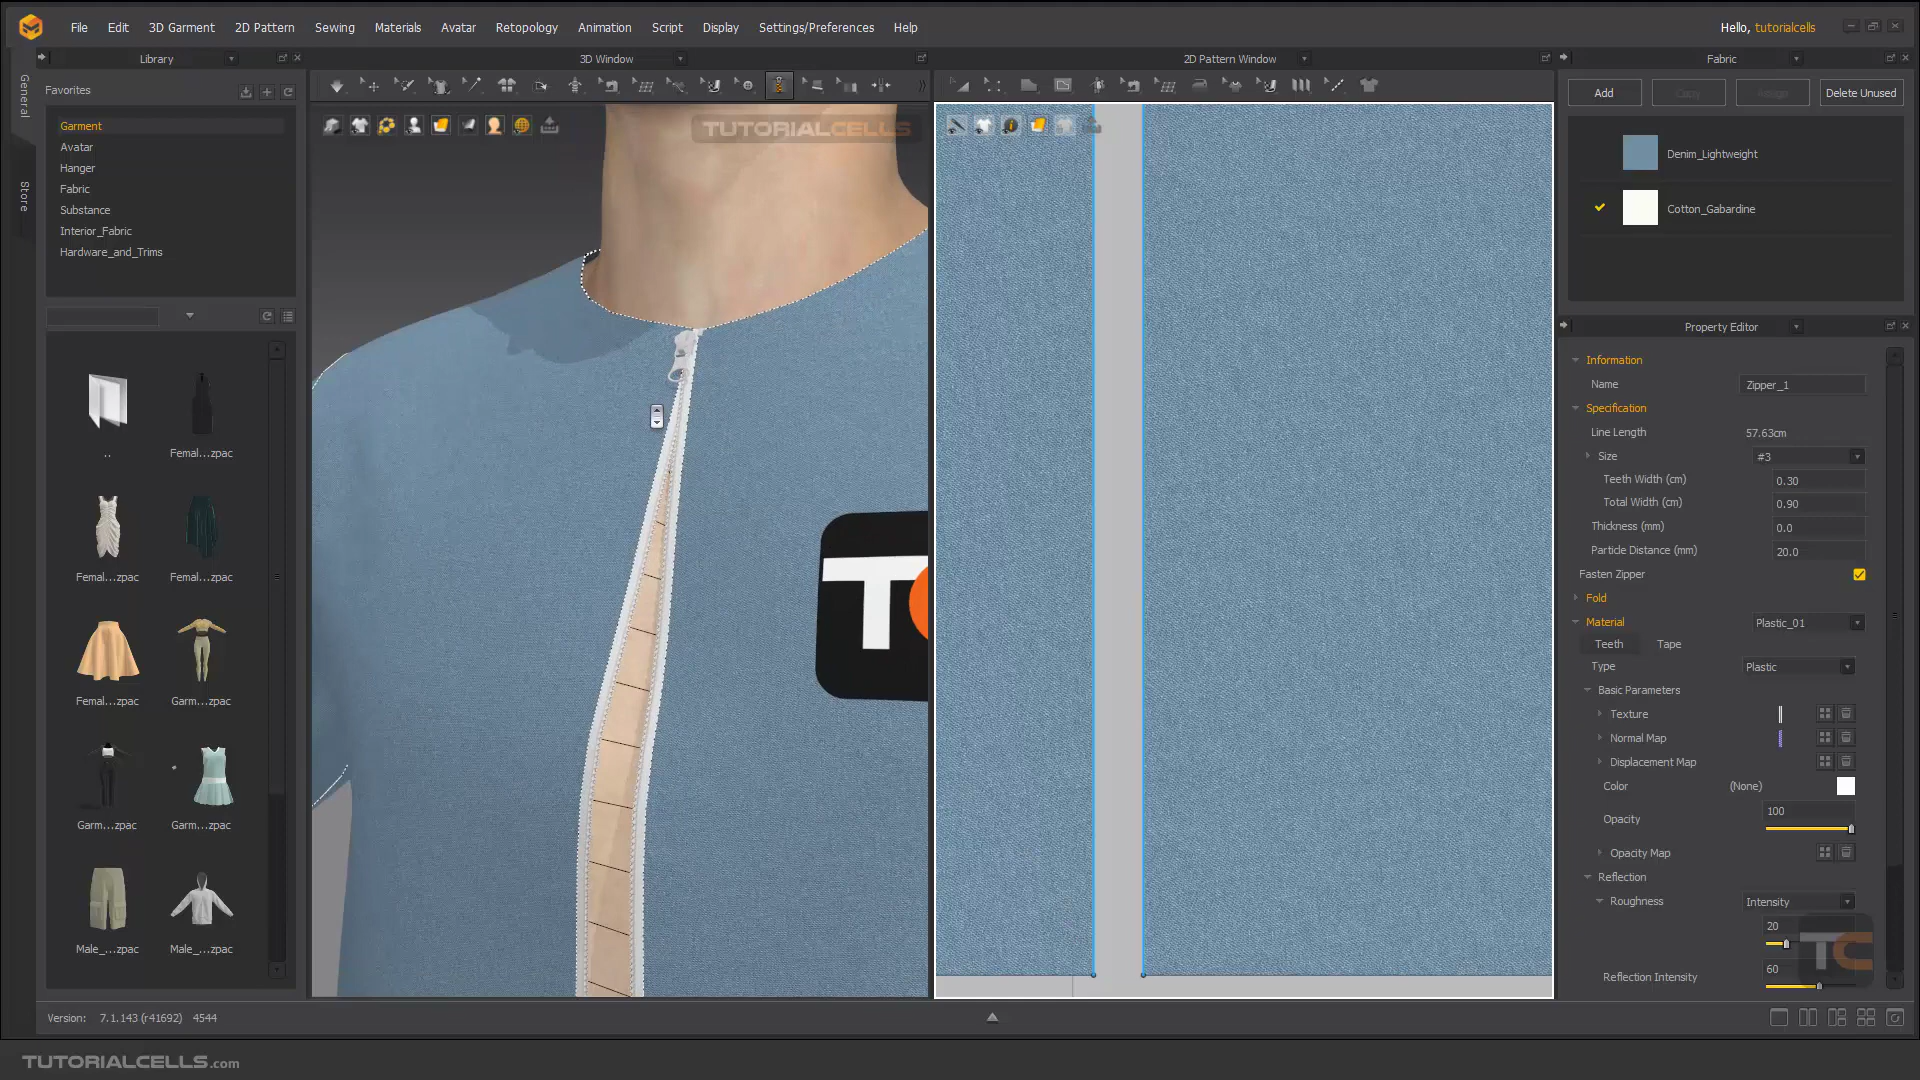 File Edit 3D Garment 2D Pattern Sewing Materials Avatar Retopology Animation Script Display Settings/Preferences Help
Hello, tutorialcells
General
Store
Library
Favorites
Garment
Avatar
Hanger
Fabric
Substance
Interior_Fabric
Hardware_and_Trims
..
Femal...zpac
Femal...zpac
Femal...zpac
Femal...zpac
Garm...zpac
Garm...zpac
Garm...zpac
Male_...zpac
Male_...zpac
3D Window
TUTORIALCELLS
TC
2D Pattern Window
Fabric
Add Copy Assign Delete Unused
Denim_Lightweight
Cotton_Gabardine
Property Editor
Information
Name Zipper_1
Specification
Line Length 57.63cm
Size #3
Teeth Width (cm) 0.30
Total Width (cm) 0.90
Thickness (mm) 0.0
Particle Distance (mm) 20.0
Fasten Zipper
Fold
Material Plastic_01
Teeth Tape
Type Plastic
Basic Parameters
Texture
Normal Map
Displacement Map
Color (None)
Opacity 100
Opacity Map
Reflection
Roughness Intensity
20
Reflection Intensity 60
TC
Version: 7.1.143 (r41692) 4544
TUTORIALCELLS.com